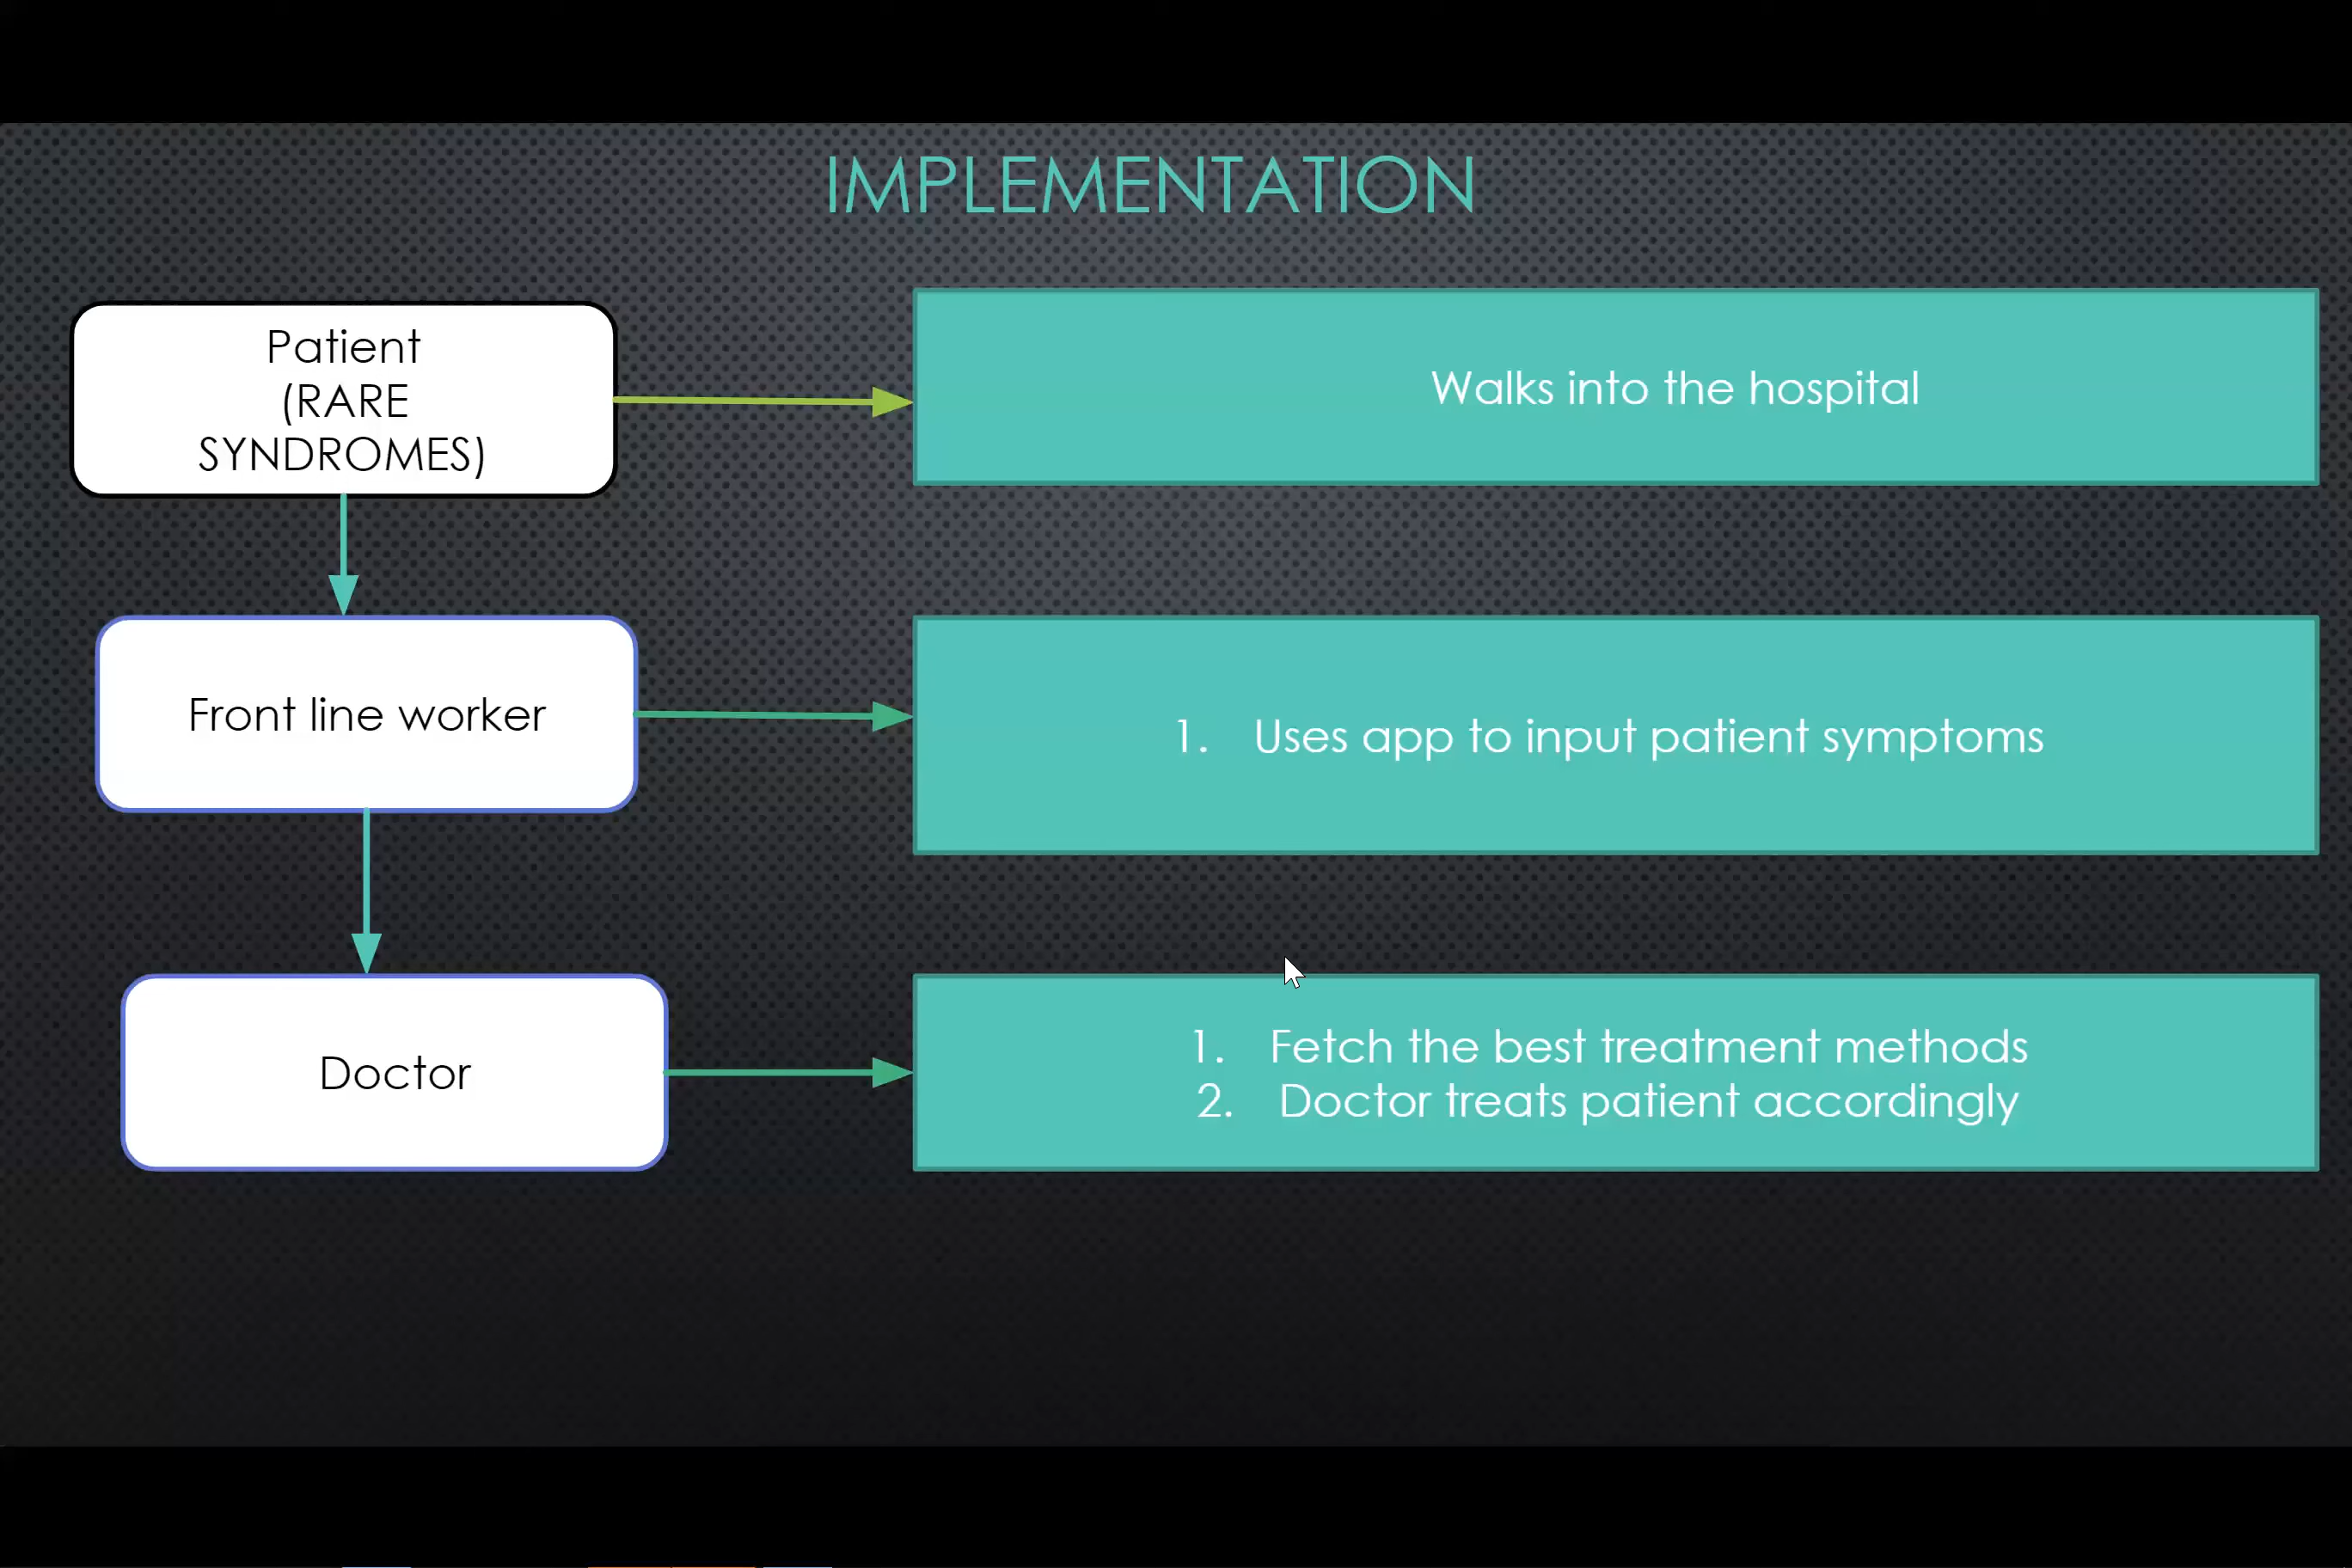 IMPLEMENTATION
Patient
(RARE
SYNDROMES)
Walks into the hospital
Front line worker
1. Uses app to input patient symptoms
Doctor
1. Fetch the best treatment methods
2. Doctor treats patient accordingly